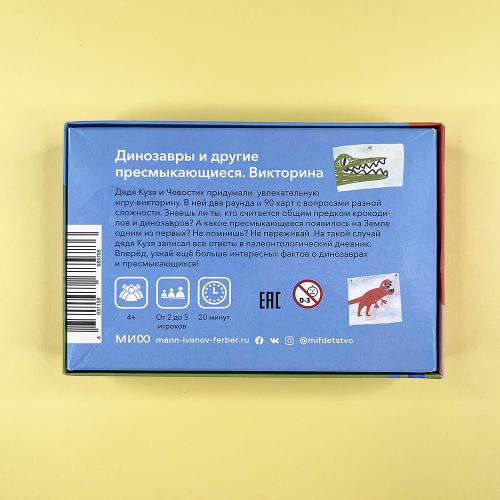 Динозавры и другие
пресмыкающиеся. Викторина
Дядя Кузя и Чевостик придумали увлекательную
игру-викторину. В ней два раунда и 90 карт с вопросами разной
сложности. Знаешь ли ты, кто считается общим предком крокоди-
лов и динозавров? А какое пресмыкающееся появилось на Земле
одним из первых? Не помнишь? Не переживай. На такой случай
дядя Кузя записал все ответы в палеонтологический дневник.
Вперёд, узнай ещё больше интересных фактов о динозаврах
и пресмыкающихся!
4+
От 2 до 5
игроков
20 минут
EAC
0-3
МИФ
mann-ivanov-ferber.ru
@mifdetstvo